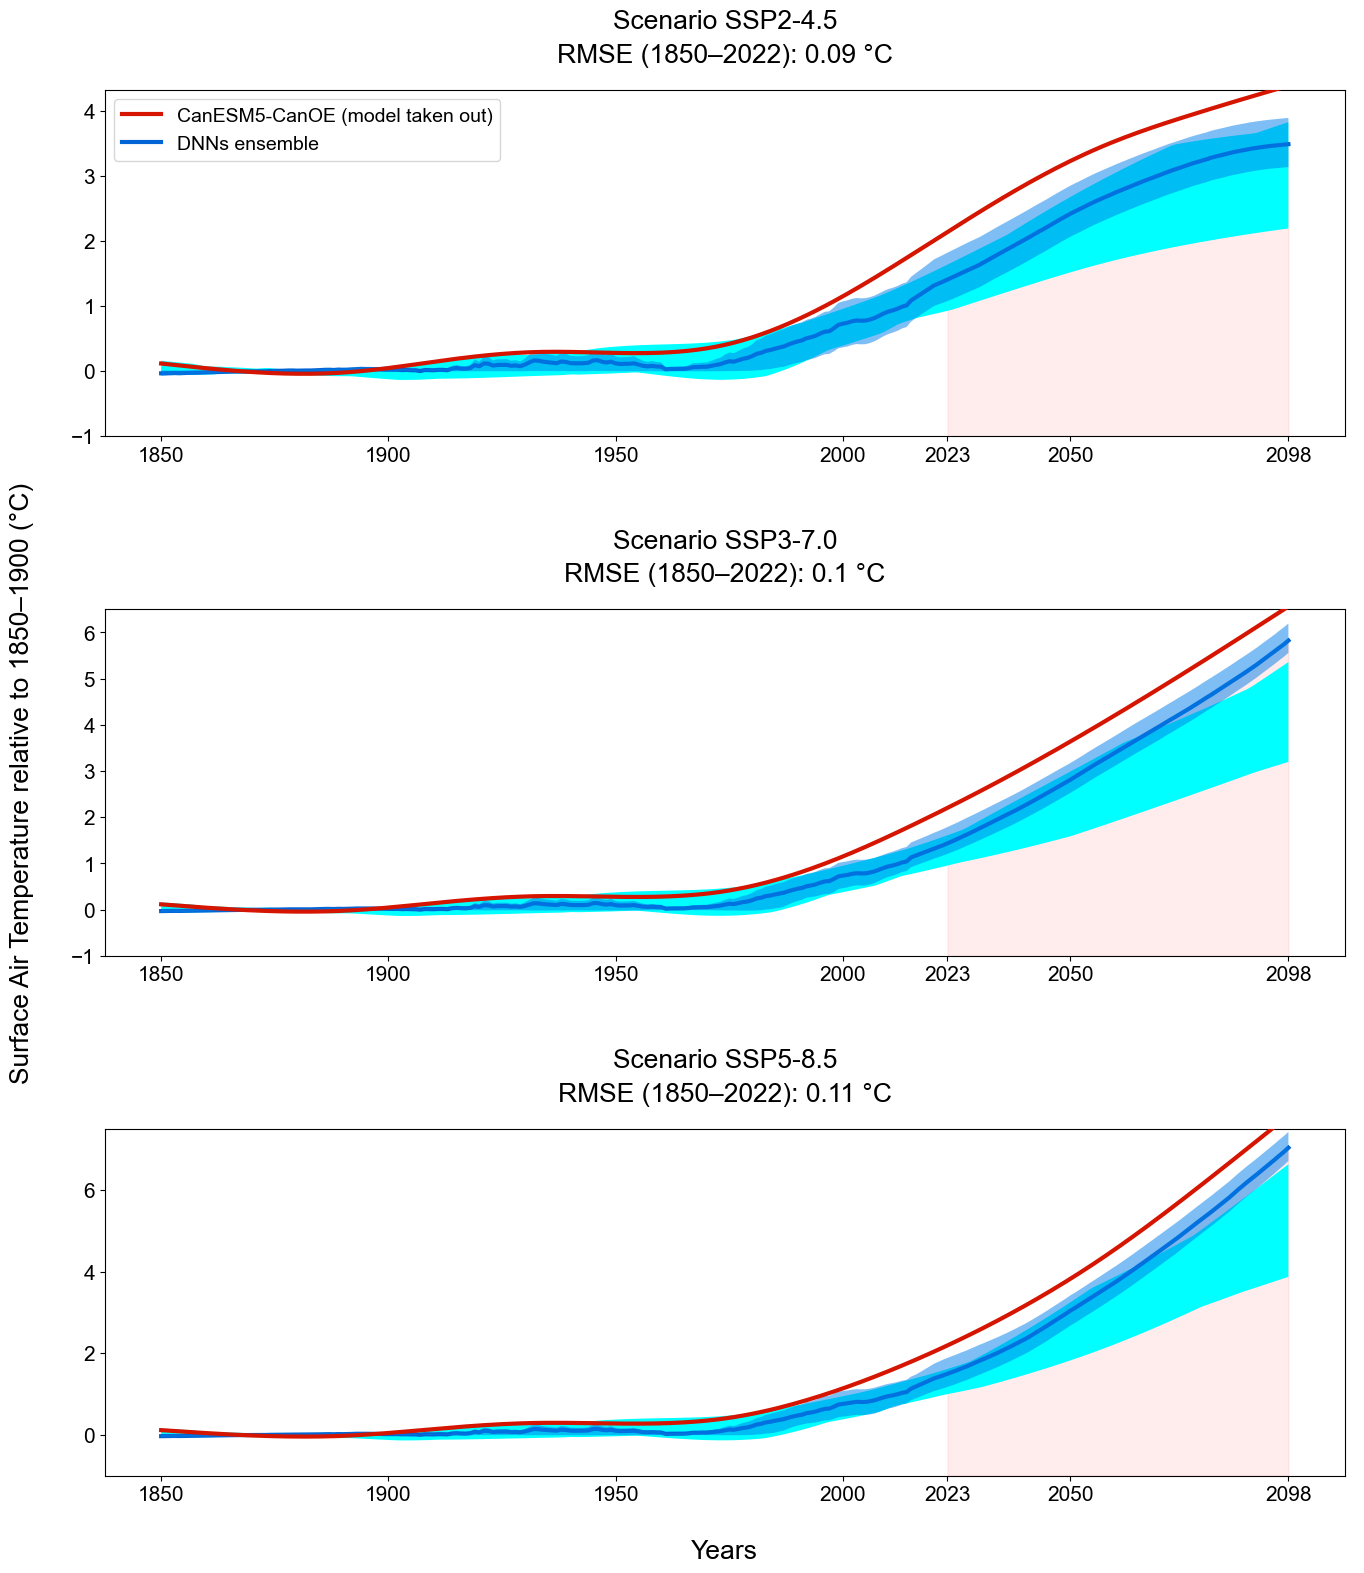 Scenario SSP2-4.5
RMSE (1850–2022): 0.09 °C
CanESM5-CanOE (model taken out)
DNNs ensemble
4
3
2
1
0
−1
1850 1900 1950 2000 2023 2050 2098
Surface Air Temperature relative to 1850–1900 (°C)
Scenario SSP3-7.0
RMSE (1850–2022): 0.1 °C
6
5
4
3
2
1
0
−1
1850 1900 1950 2000 2023 2050 2098
Scenario SSP5-8.5
RMSE (1850–2022): 0.11 °C
6
4
2
0
1850 1900 1950 2000 2023 2050 2098
Years